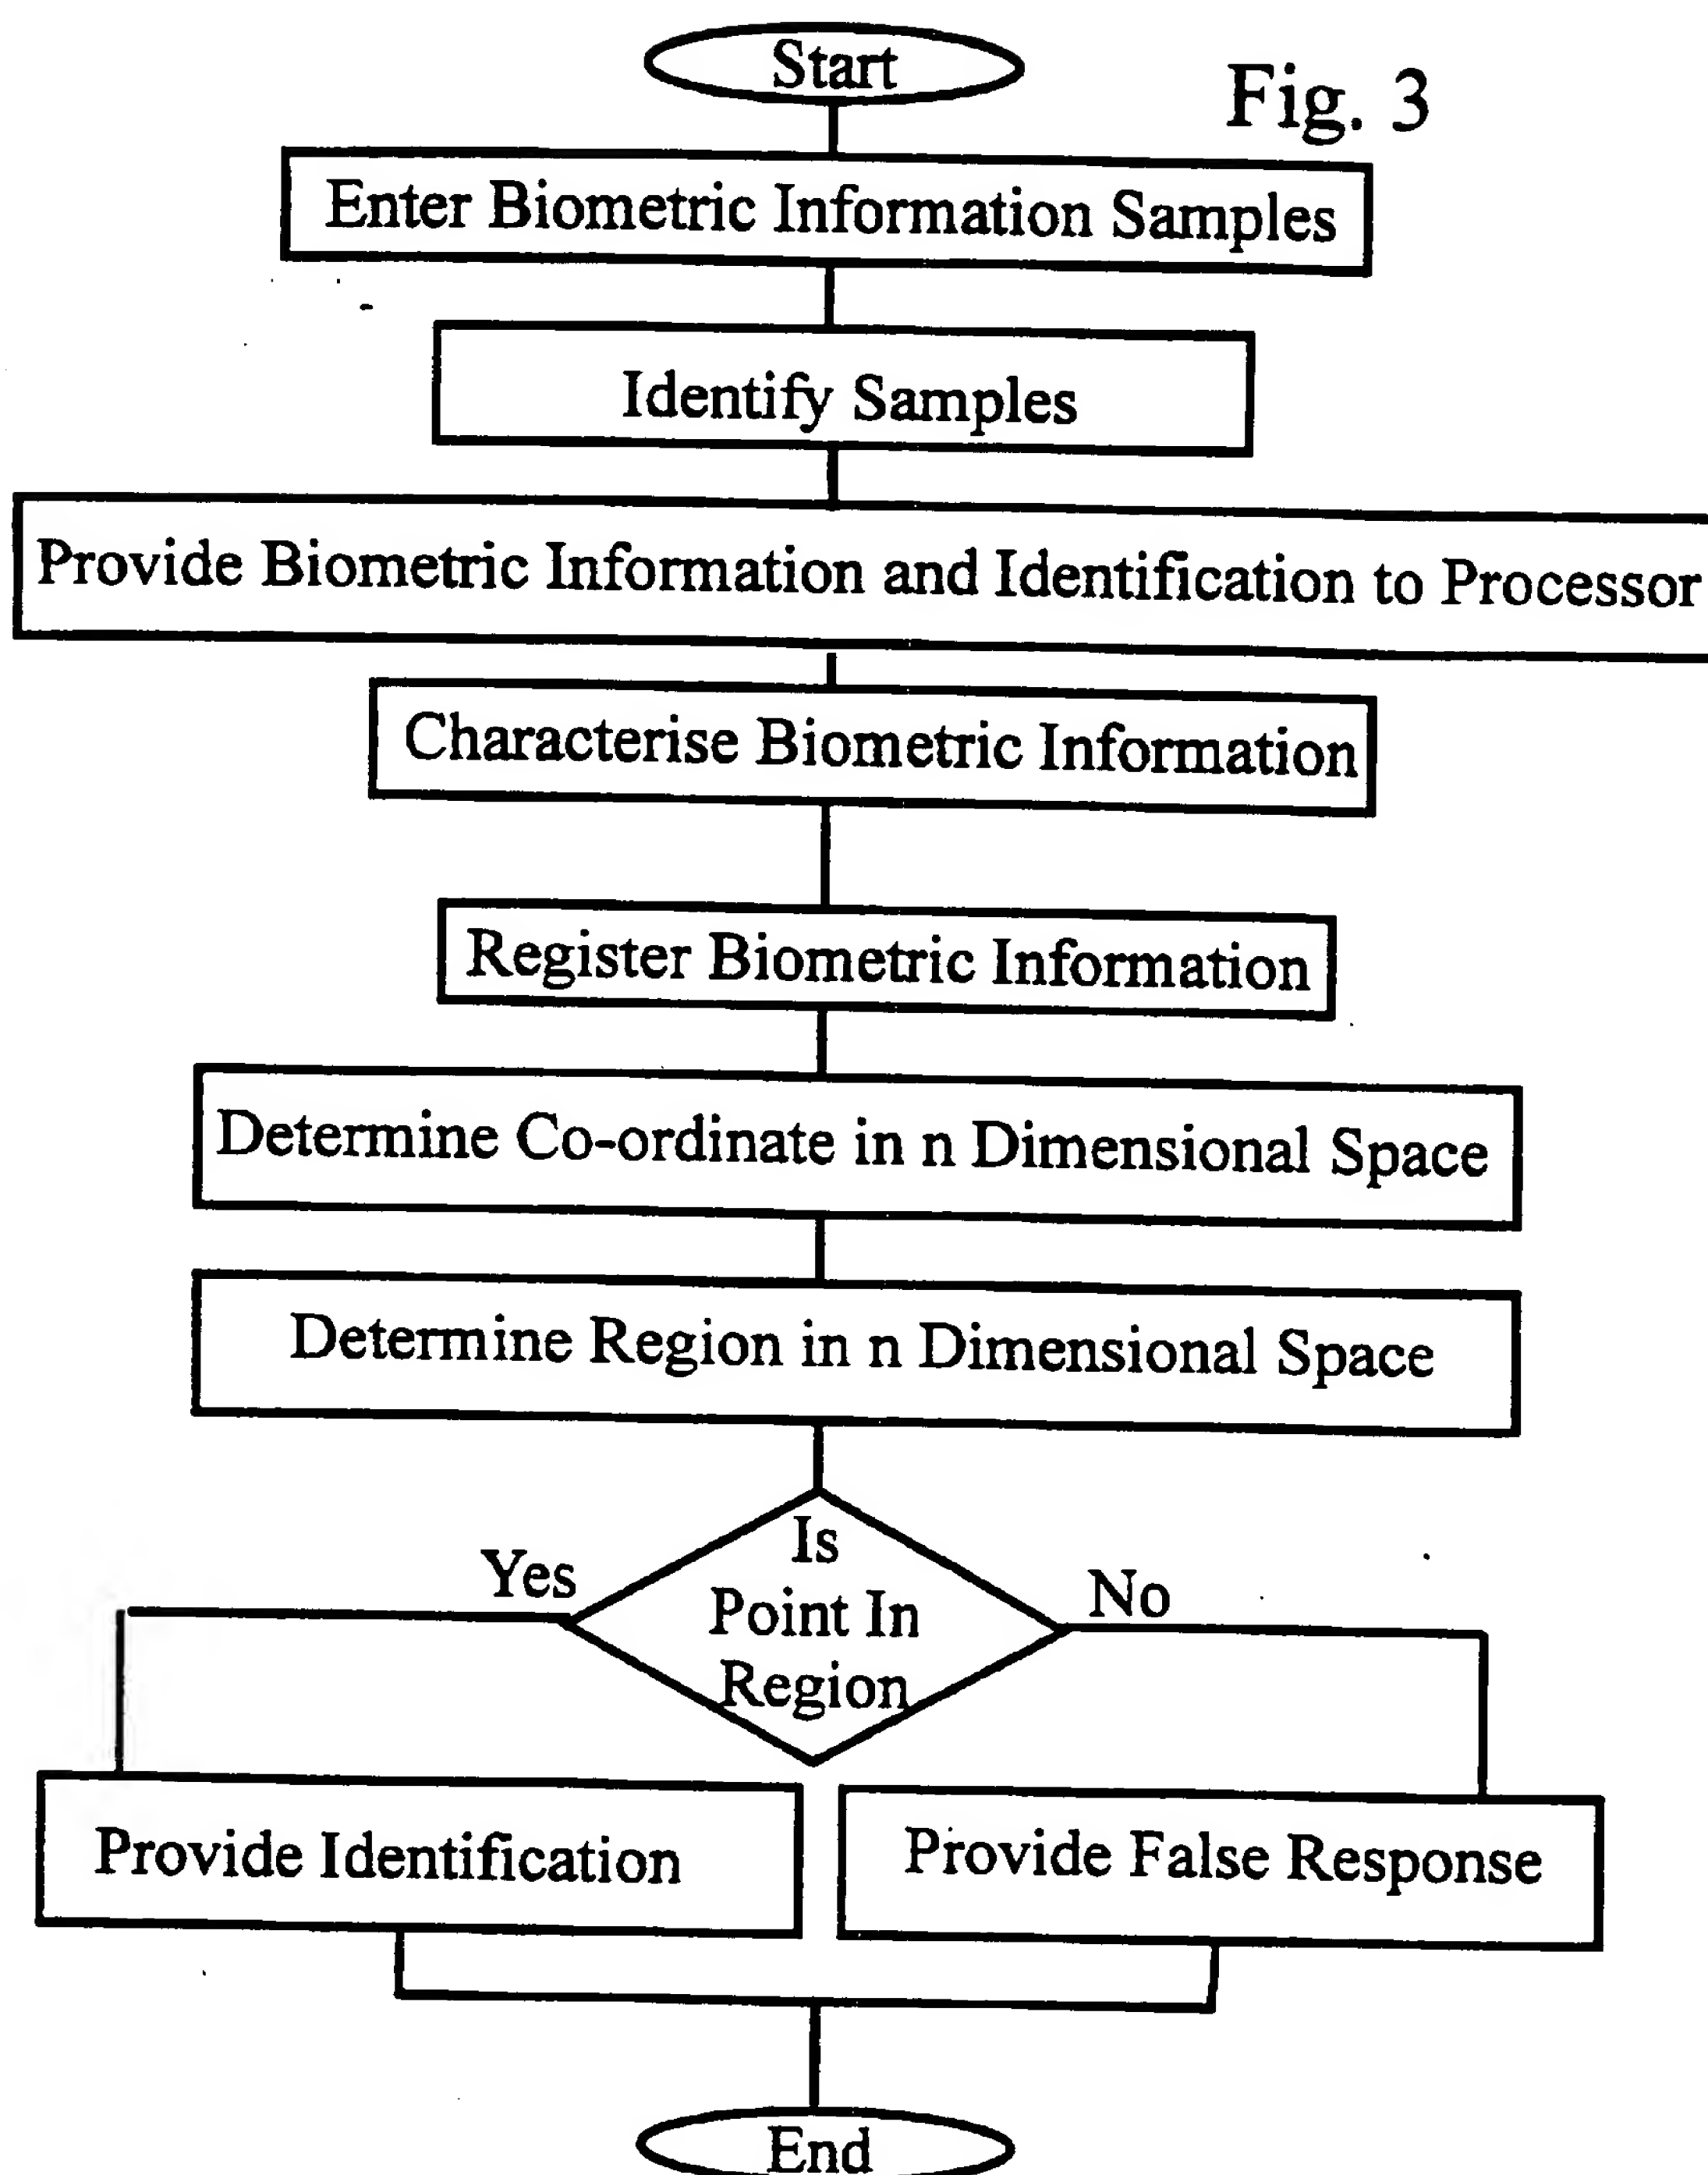 Start
Fig. 3
Enter Biometric Information Samples
Identify Samples
Provide Biometric Information and Identification to Processor
Characterise Biometric Information
Register Biometric Information
Determine Co-ordinate in n Dimensional Space
Determine Region in n Dimensional Space
Is
Point In
Region
Yes
No
Provide Identification
Provide False Response
End